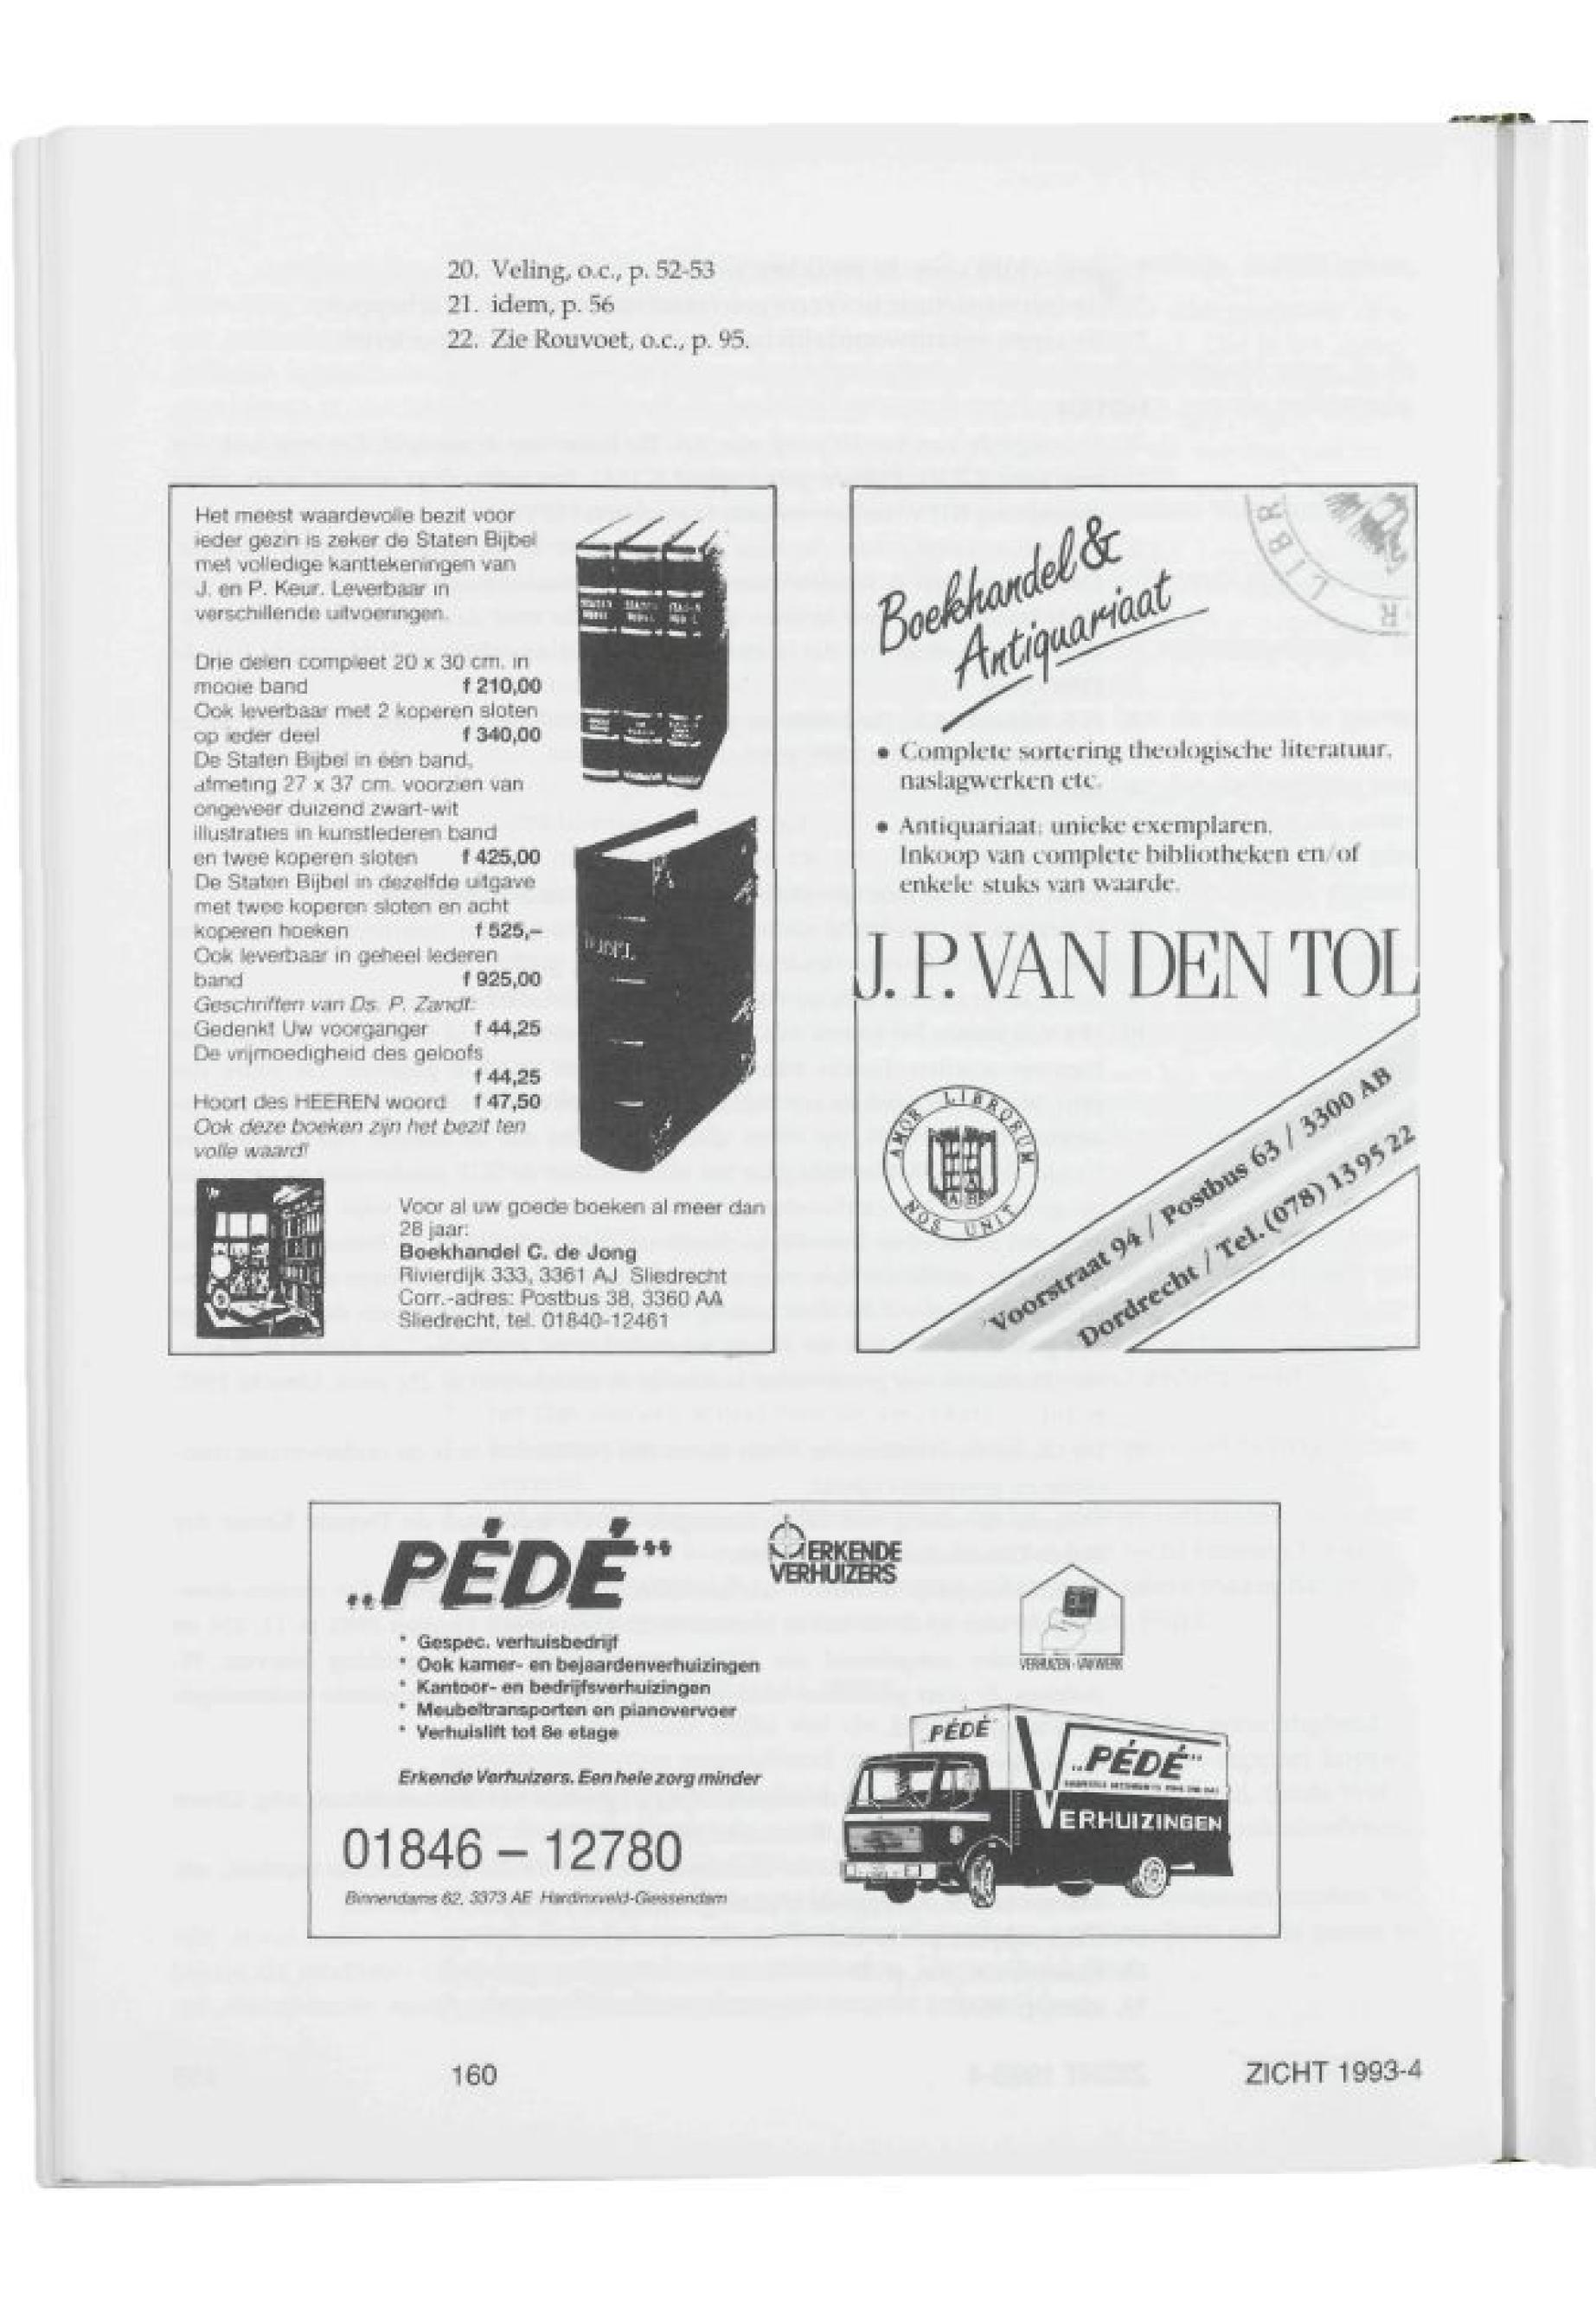 20. Veling, o.c., p. 52-53
21. idem, p. 56
22. Zie Rouvoet, o.c., p. 95.
Het meest waardevolle bezit voor
ieder gezin is zeker de Staten Bijbel
met volledige kanttekeningen van
J. en P. Keur. Leverbaar in
verschillende uitvoeringen.
Drie delen compleet 20 x 30 cm. in
mooie band f 210,00
Ook leverbaar met 2 koperen sloten
op ieder deel f 340,00
De Staten Bijbel in één band,
afmeting 27 x 37 cm. voorzien van
ongeveer duizend zwart-wit
illustraties in kunstlederen band
en twee koperen sloten f 425,00
De Staten Bijbel in dezelfde uitgave
met twee koperen sloten en acht
koperen hoeken f 525,–
Ook leverbaar in geheel lederen
band f 925,00
Geschriften van Ds. P. Zandt:
Gedenkt Uw voorganger f 44,25
De vrijmoedigheid des geloofs
f 44,25
Hoort des HEEREN woord f 47,50
Ook deze boeken zijn het bezit ten
volle waard!
Voor al uw goede boeken al meer dan
28 jaar:
Boekhandel C. de Jong
Rivierdijk 333, 3361 AJ Sliedrecht
Corr.-adres: Postbus 38, 3360 AA
Sliedrecht, tel. 01840-12461
LIBR
Boekhandel &
Antiquariaat
• Complete sortering theologische literatuur,
naslagwerken etc.
• Antiquariaat: unieke exemplaren.
Inkoop van complete bibliotheken en/of
enkele stuks van waarde.
J. P. VAN DEN TOL
AMOR LIBRORUM
NOS UNIT
Voorstraat 94 / Postbus 63 / 3300 AB
Dordrecht / Tel. (078) 13 95 22
„PÉDÉ“
ERKENDE
VERHUIZERS
* Gespec. verhuisbedrijf
* Ook kamer- en bejaardenverhuizingen
* Kantoor- en bedrijfsverhuizingen
* Meubeltransporten en pianovervoer
* Verhuislift tot 8e etage
Erkende Verhuizers. Een hele zorg minder
01846 – 12780
Binnendams 62, 3373 AE Hardinxveld-Giessendam
VERHUIZEN - VAKWERK
PÉDÉ
„PÉDÉ“
VERHUIZINGEN
160
ZICHT 1993-4